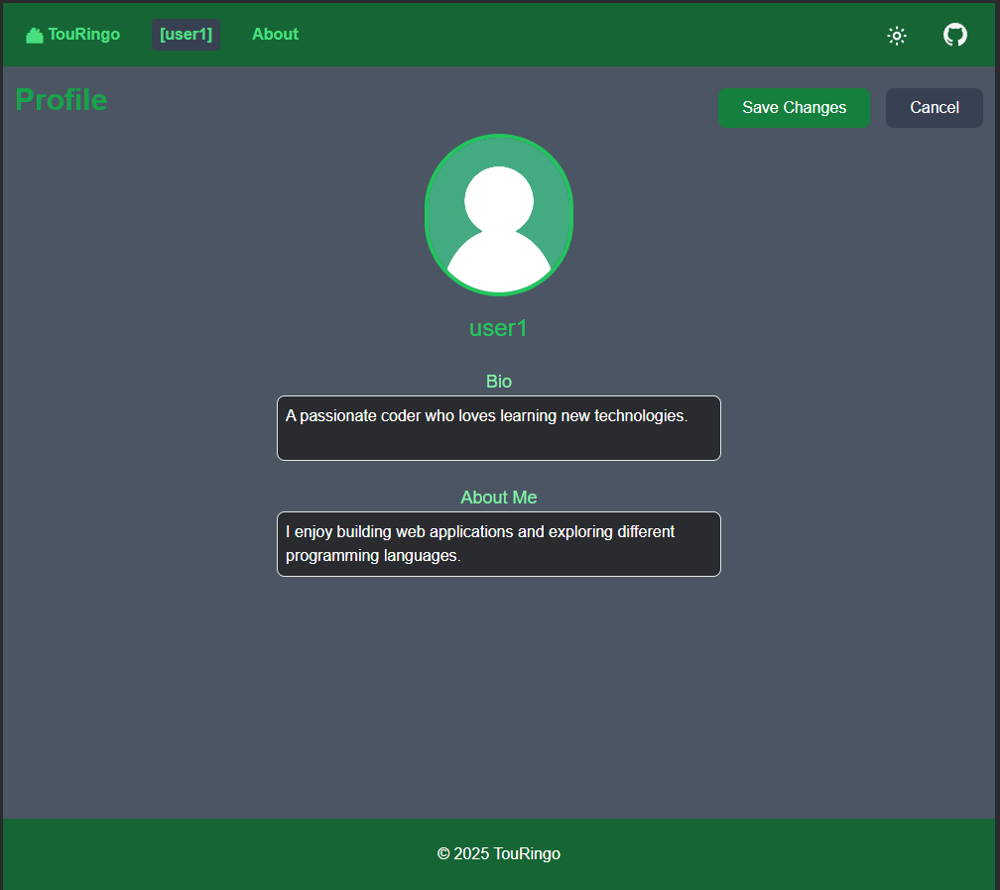 TouRingo
[user1]
About
Profile
Save Changes
Cancel
user1
Bio
A passionate coder who loves learning new technologies.
About Me
I enjoy building web applications and exploring different
programming languages.
© 2025 TouRingo